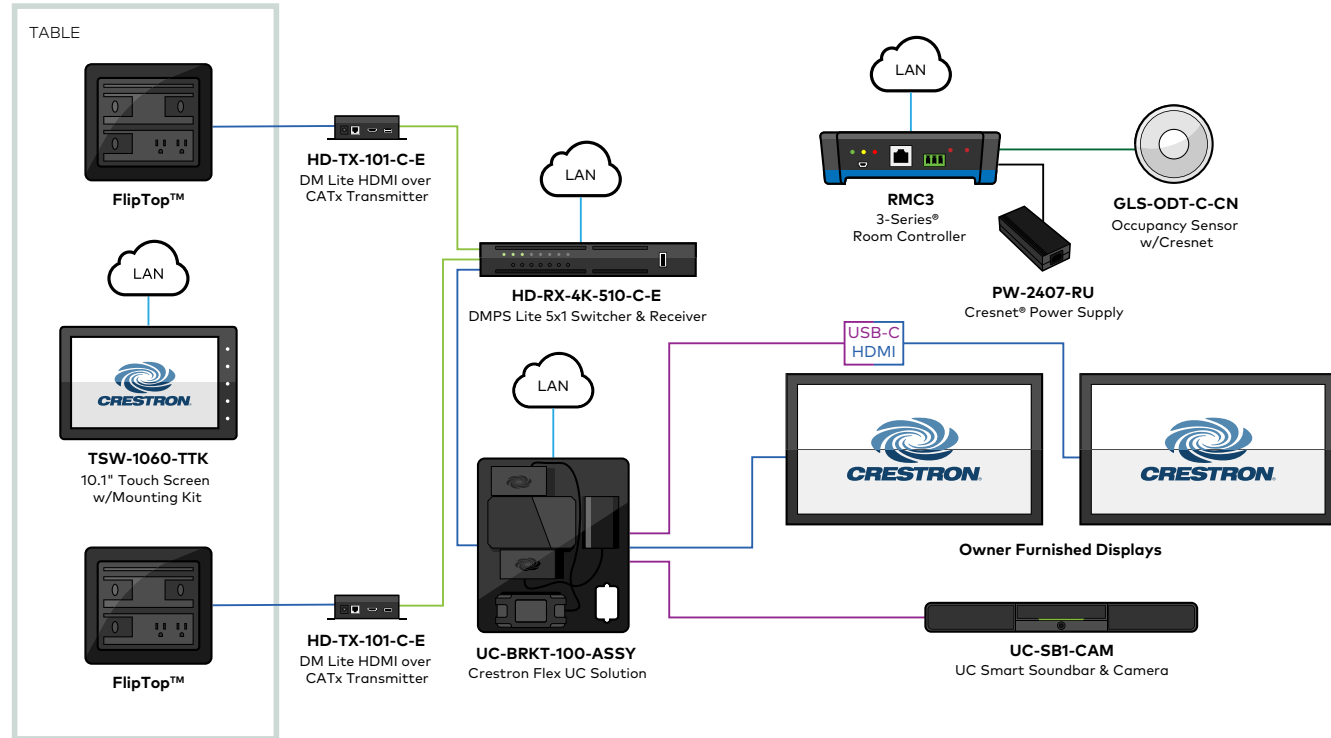 TABLE
FlipTop™
HD-TX-101-C-E
DM Lite HDMI over
CATx Transmitter
LAN
CRESTRON
TSW-1060-TTK
10.1" Touch Screen
w/Mounting Kit
FlipTop™
HD-TX-101-C-E
DM Lite HDMI over
CATx Transmitter
LAN
HD-RX-4K-510-C-E
DMPS Lite 5x1 Switcher & Receiver
LAN
UC-BRKT-100-ASSY
Crestron Flex UC Solution
LAN
RMC3
3-Series®
Room Controller
GLS-ODT-C-CN
Occupancy Sensor
w/Cresnet
PW-2407-RU
Cresnet® Power Supply
USB-C
HDMI
CRESTRON
CRESTRON
Owner Furnished Displays
UC-SB1-CAM
UC Smart Soundbar & Camera